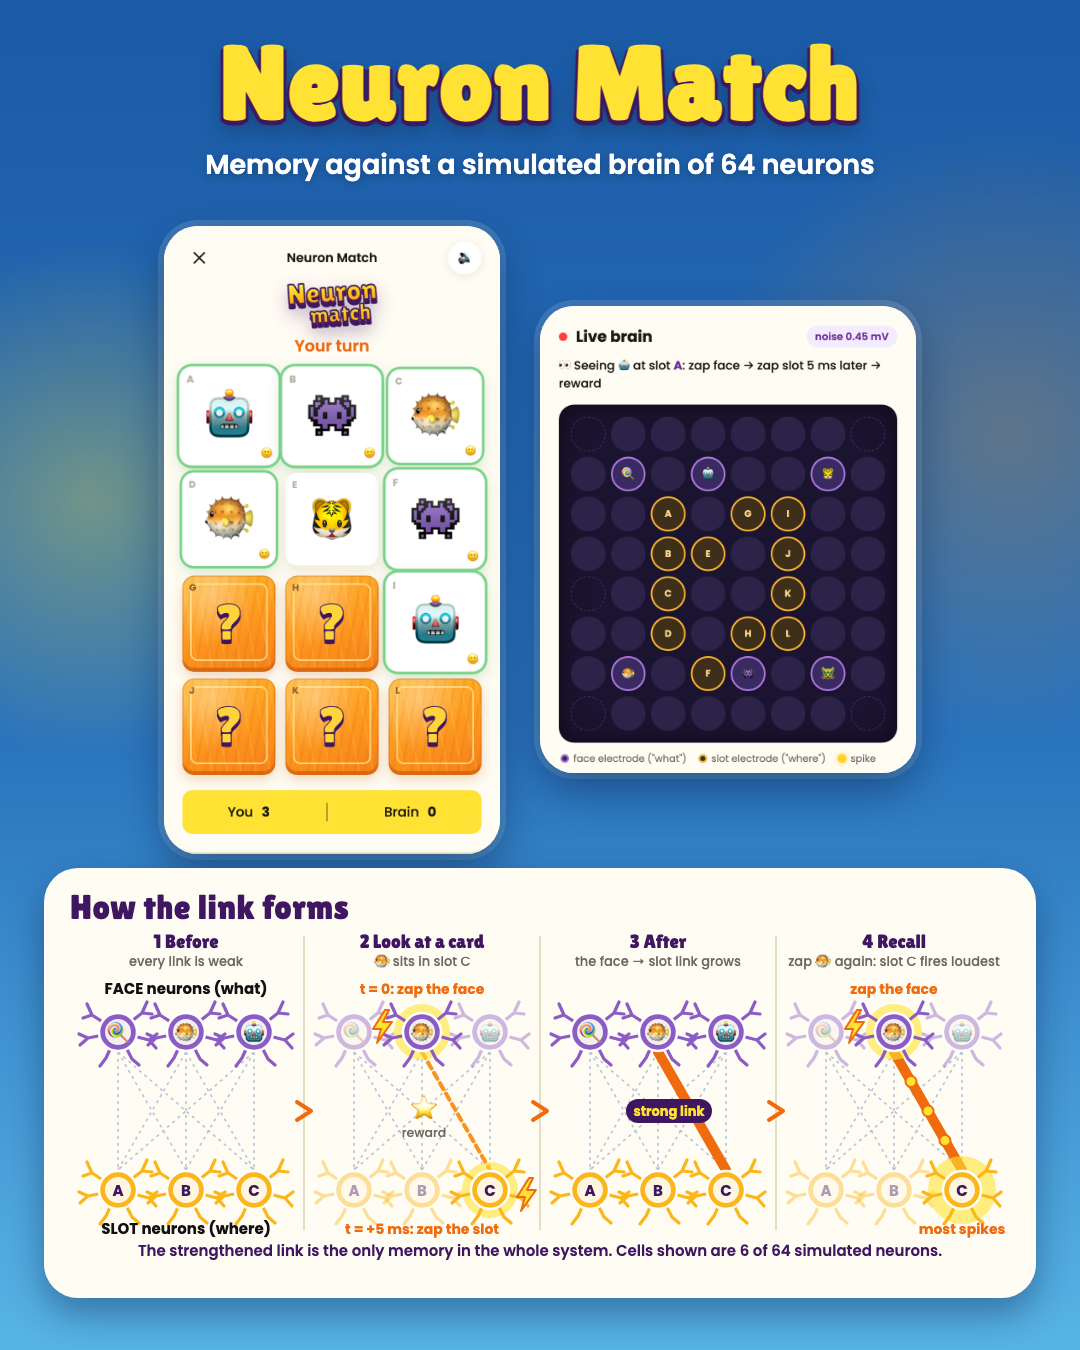 Neuron Match
Memory against a simulated brain of 64 neurons
Neuron Match
Neuron
match
Your turn
A
B
C
D
E
F
G
?
H
?
I
J
?
K
?
L
?
You 3
Brain 0
Live brain
noise 0.45 mV
👀 Seeing 🤖 at slot A: zap face → zap slot 5 ms later →
reward
A
G
I
B
E
J
C
K
D
H
L
F
face electrode ("what")
slot electrode ("where")
spike
How the link forms
1 Before
every link is weak
FACE neurons (what)
A B C
SLOT neurons (where)
2 Look at a card
🐡 sits in slot C
t = 0: zap the face
reward
A B C
t = +5 ms: zap the slot
3 After
the face → slot link grows
strong link
A B C
4 Recall
zap 🐡 again: slot C fires loudest
zap the face
A B C
most spikes
The strengthened link is the only memory in the whole system. Cells shown are 6 of 64 simulated neurons.